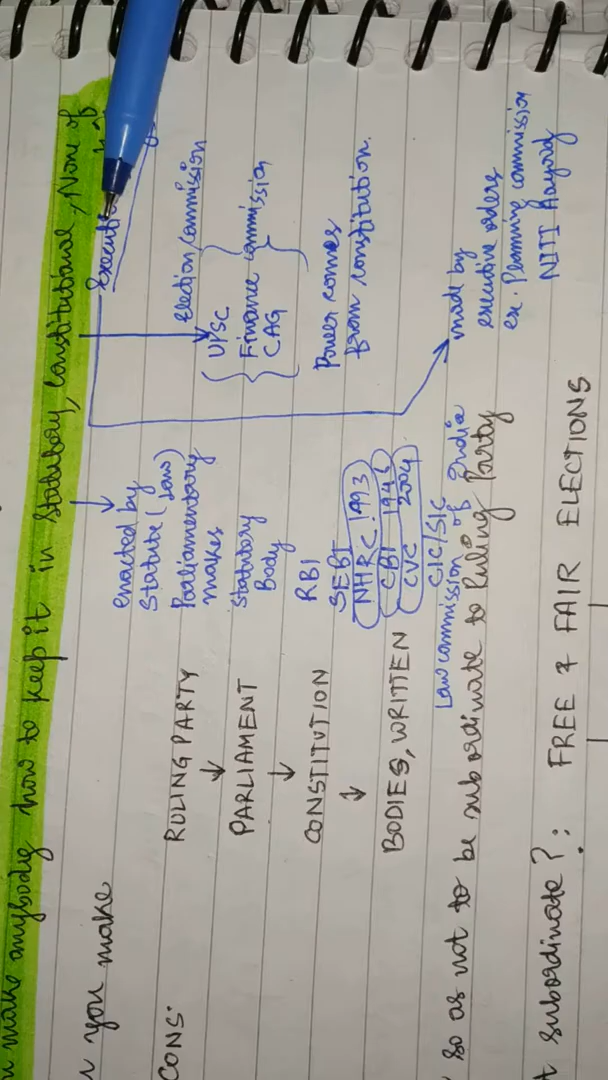 make anybody how to keep it in statutory, constitutional, None of
you make
Executi
RULING PARTY
↓
PARLIAMENT
↓
CONSTITUTION
↓
BODIES, WRITTEN
CONS:
enacted by
Statute (Law)
Parliamentary
makes
Statutory
Body
RBI
SEBI
NHRC 1993
CBI 1946
CVC 2004
CIC/SIC
Law commission of India
Election commission
UPSC
Finance commission
CAG
Power comes
from constitution.
made by
executive orders
ex. Planning commission
NITI Aayog
so as not to be subordinate to Ruling Party
subordinate?: FREE & FAIR ELECTIONS